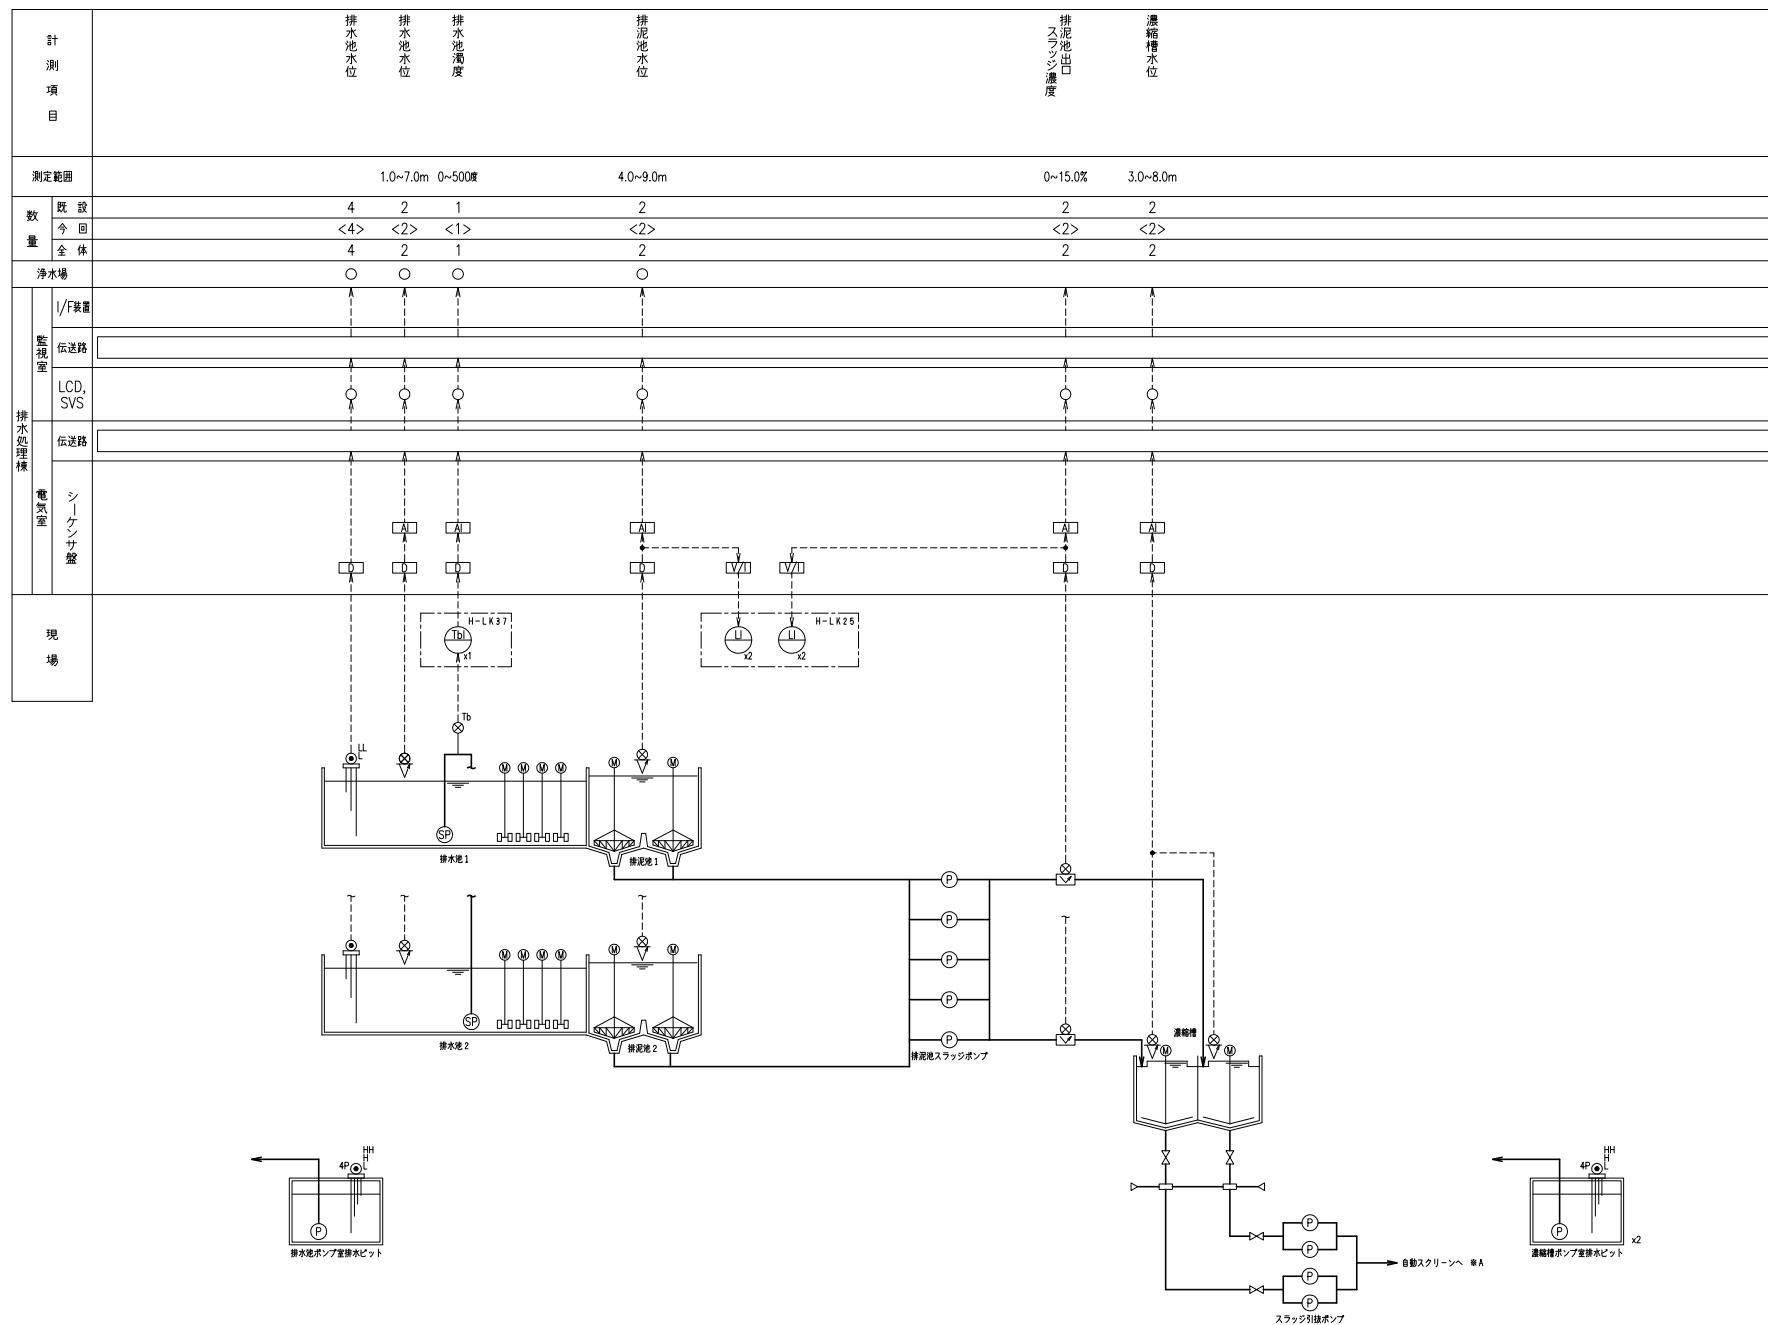 計測項目
排水池水位
排水池水位
排水池濁度
排泥池水位
排泥池出口
スラッジ濃度
濃縮槽水位
測定範囲
1.0~7.0m 0~500度 4.0~9.0m 0~15.0% 3.0~8.0m
数量
既設 4 2 1 2 2 2
今回 <4> <2> <1> <2> <2> <2>
全体 4 2 1 2 2 2
浄水場
排水処理棟
監視室
I/F装置
伝送路
LCD,
SVS
電気室
伝送路
シーケンサ盤
AI AI AI AI AI
D D D D V/I V/I D D
現場
H-LK37
TbI
x1
H-LK25
LI
x2
LI
x2
Tb
LL
L
M M M M M M
SP
排水池1
排泥池1
P
P
M M M M M M
P
P
SP
P
排水池2
排泥池2
排泥池スラッジポンプ
濃縮槽
M M
HH
H
L
4P
P
排水池ポンプ室排水ピット
HH
H
L
4P
P
x2
濃縮槽ポンプ室排水ピット
P
P
自動スクリーンへ ※A
P
P
スラッジ引抜ポンプ